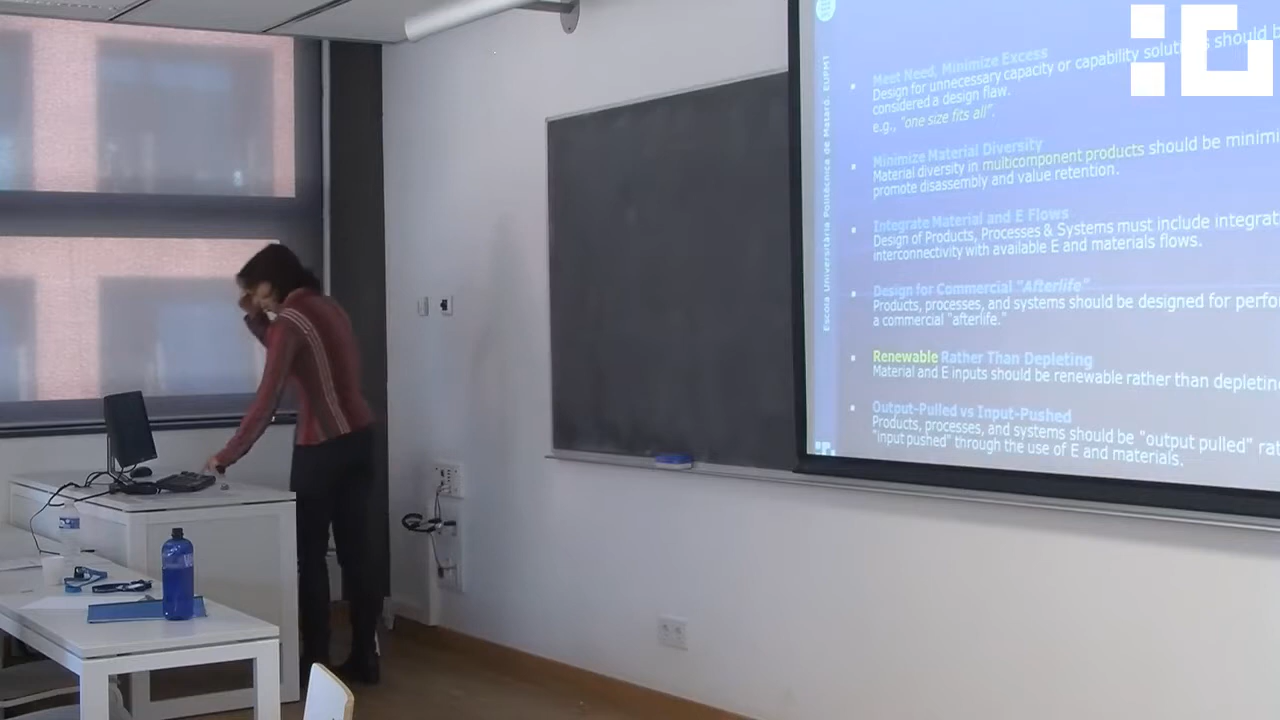 Meet Need, Minimize Excess
Design for unnecessary capacity or capability solutions should b
considered a design flaw.
e.g., "one size fits all".
Minimize Material Diversity
Material diversity in multicomponent products should be minimi
promote disassembly and value retention.
Integrate Material and E Flows
Design of Products, Processes & Systems must include integrat
interconnectivity with available E and materials flows.
Design for Commercial "Afterlife"
Products, processes, and systems should be designed for perfo
a commercial "afterlife."
Renewable Rather Than Depleting
Material and E inputs should be renewable rather than depletin
Output-Pulled vs Input-Pushed
Products, processes, and systems should be "output pulled" rat
"input pushed" through the use of E and materials.
Escola Universitària Politècnica de Mataró. EUPMT